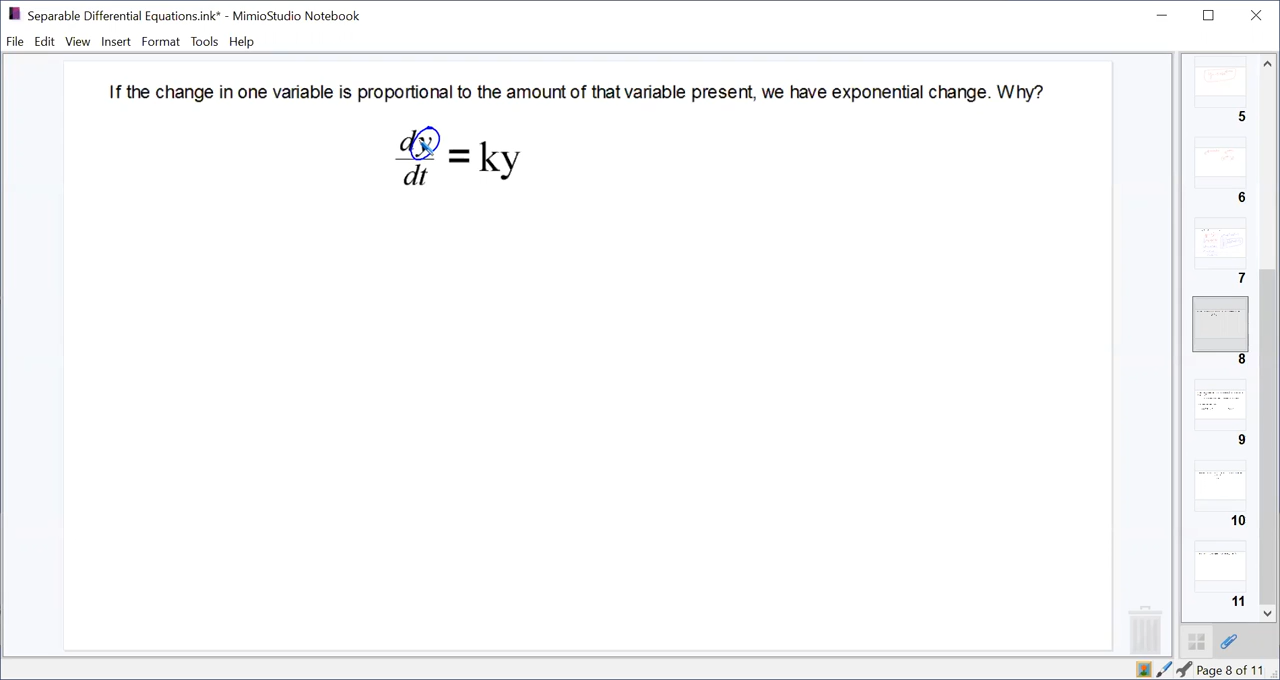 Separable Differential Equations.ink* - MimioStudio Notebook
File Edit View Insert Format Tools Help
If the change in one variable is proportional to the amount of that variable present, we have exponential change. Why?
dy/dt = ky
5
6
7
8
9
10
11
Page 8 of 11